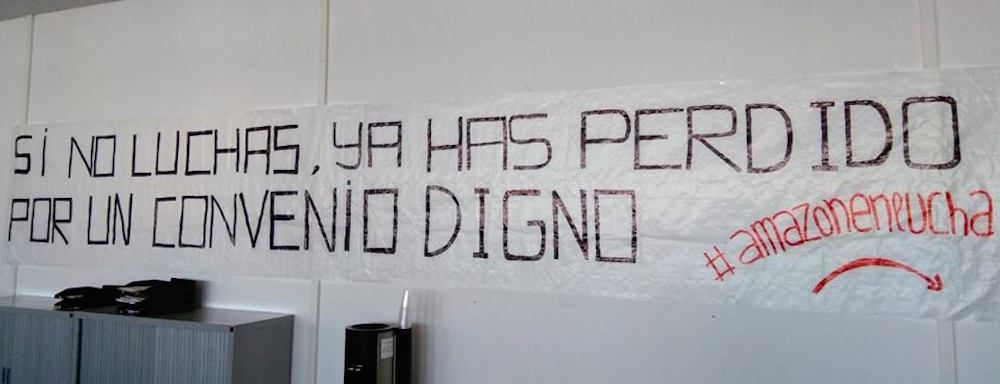 Si NO LUCHAS, YA HAS PERDIDO
POR UN CONVENiO DIGNO
#amazonenlucha